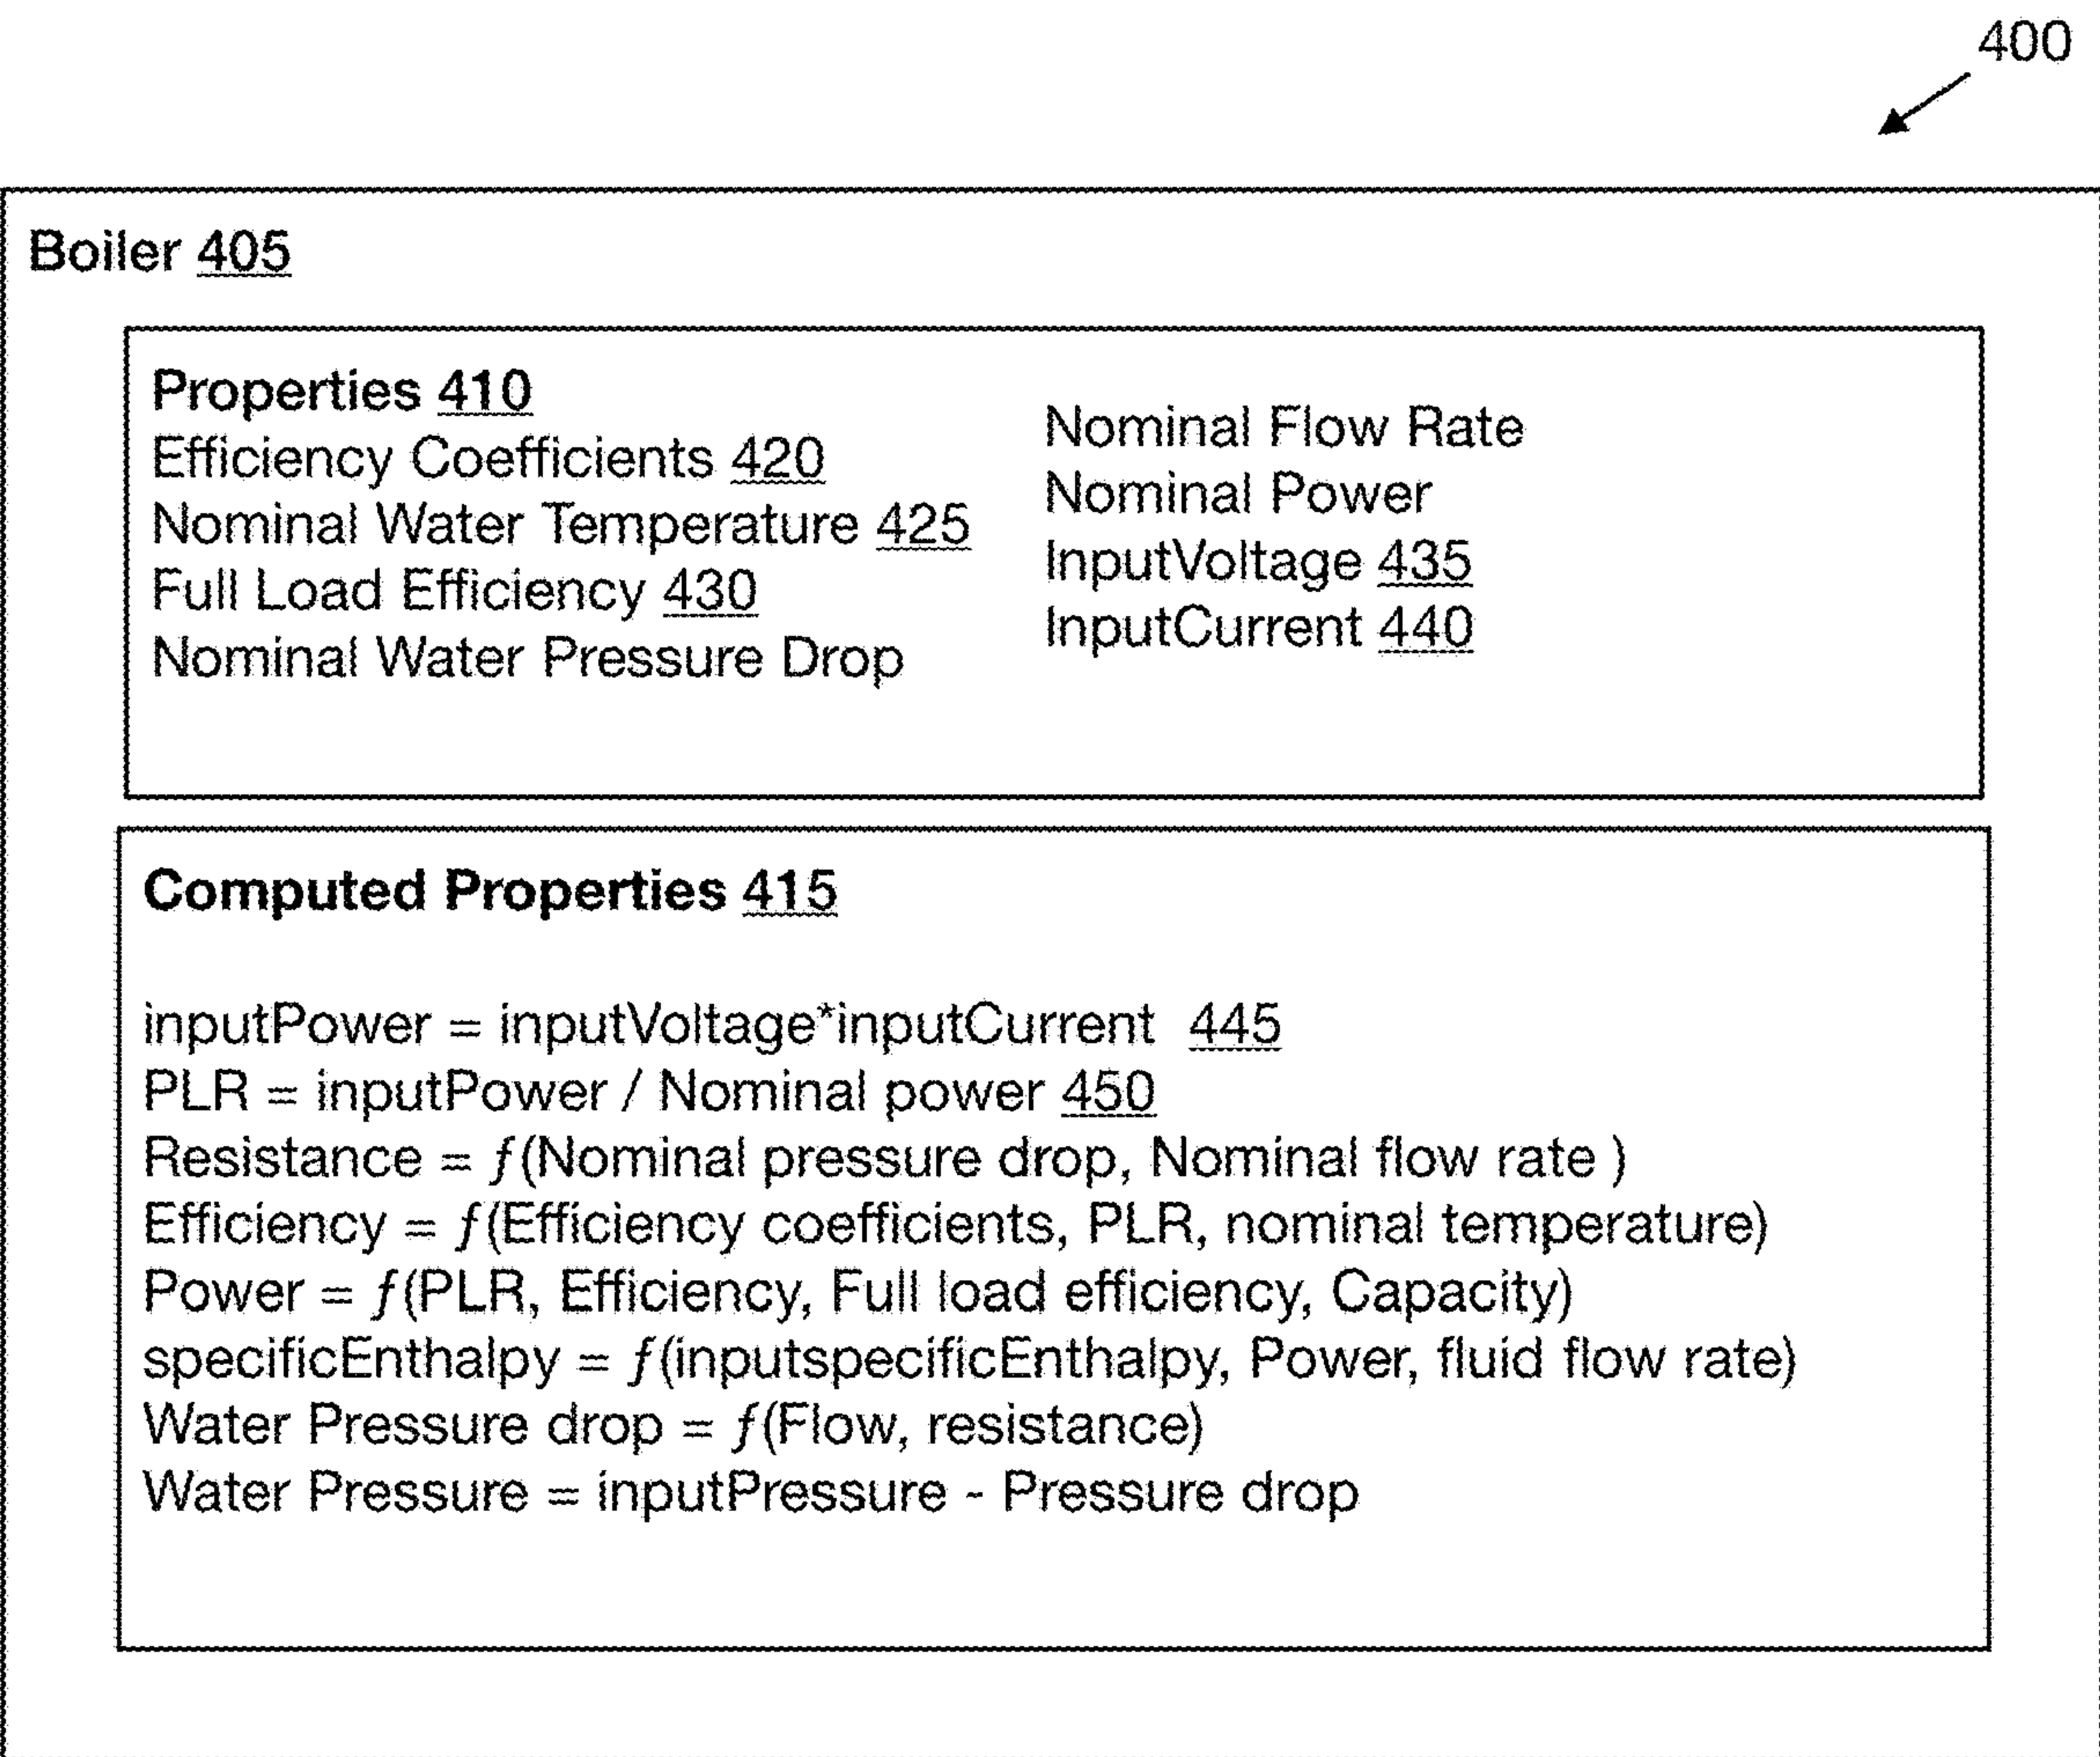 400
Boiler 405
Properties 410
Efficiency Coefficients 420
Nominal Water Temperature 425
Full Load Efficiency 430
Nominal Water Pressure Drop
Nominal Flow Rate
Nominal Power
InputVoltage 435
InputCurrent 440
Computed Properties 415
inputPower = inputVoltage*inputCurrent 445
PLR = inputPower / Nominal power 450
Resistance = f(Nominal pressure drop, Nominal flow rate )
Efficiency = f(Efficiency coefficients, PLR, nominal temperature)
Power = f(PLR, Efficiency, Full load efficiency, Capacity)
specificEnthalpy = f(inputspecificEnthalpy, Power, fluid flow rate)
Water Pressure drop = f(Flow, resistance)
Water Pressure = inputPressure - Pressure drop